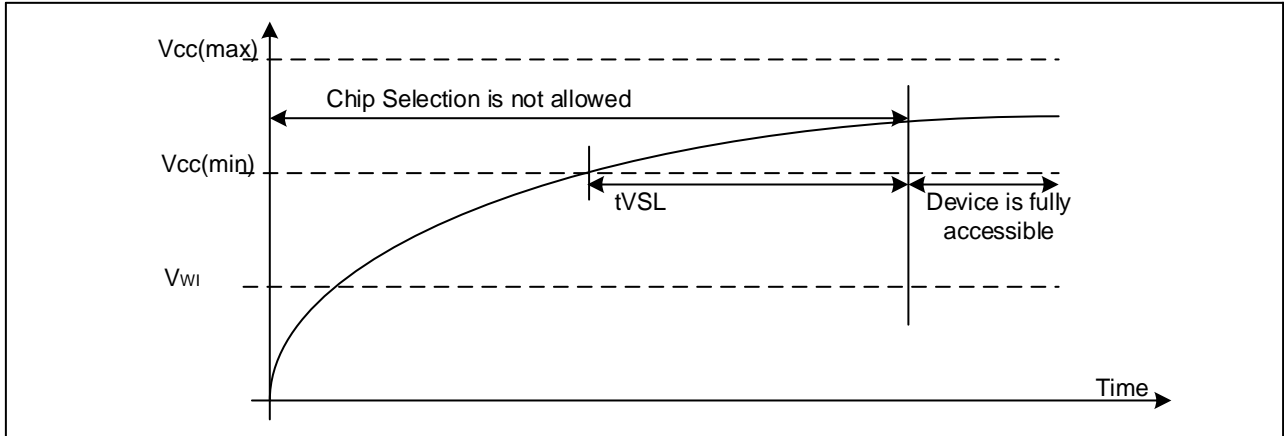 Vcc(max)
Chip Selection is not allowed
Vcc(min)
tVSL
Device is fully
accessible
VWI
Time